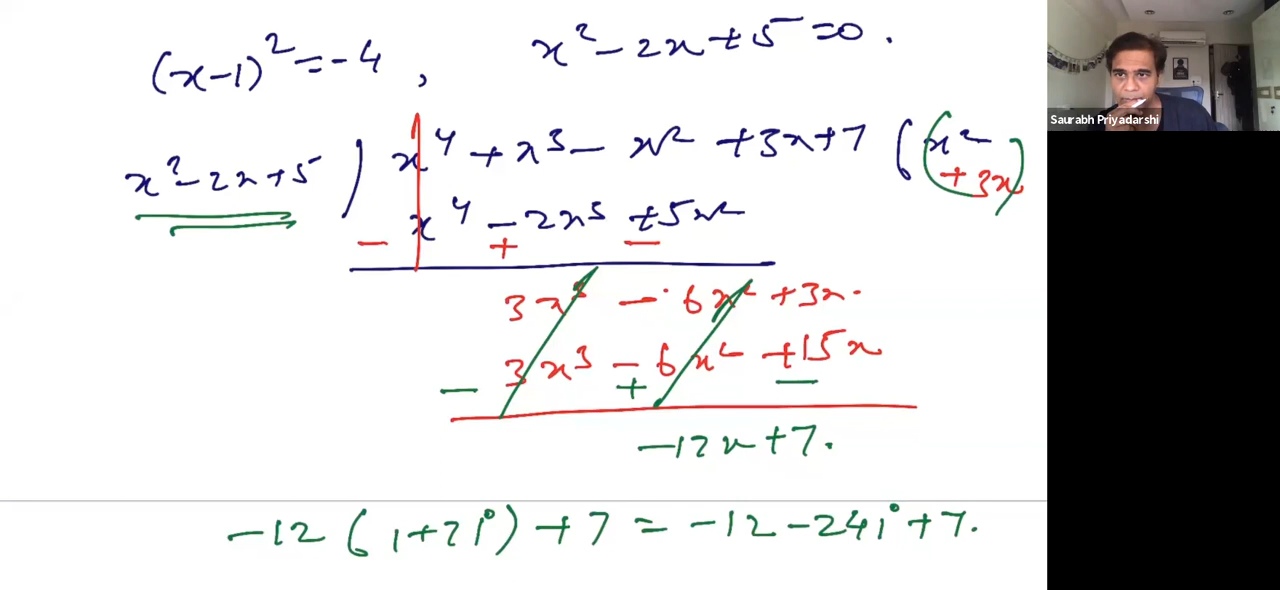 (x-1)² = -4 , x² - 2x + 5 = 0 .
x² - 2x + 5 ) x⁴ + x³ - x² + 3x + 7 ( x² + 3x )
x⁴ - 2x³ + 5x²
- + -
3x³ - 6x² + 3x .
3x³ - 6x² + 15x
- + -
-12x + 7 .
-12 ( 1 + 2i ) + 7 = -12 - 24i + 7 .
Saurabh Priyadarshi